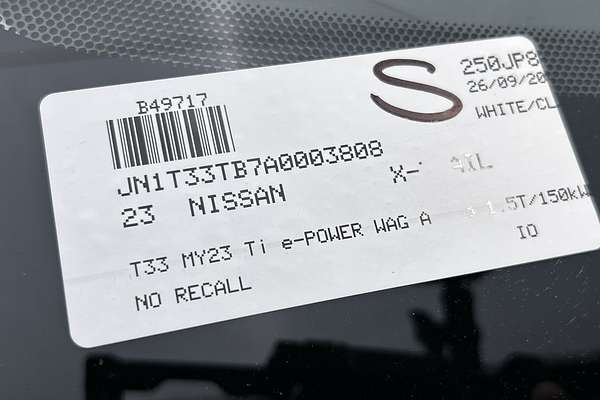 B49717
S
250JP8
26/09/20
WHITE/CL
JN1T33TB7A0003808
23 NISSAN
X-
T33 MY23 Ti e-POWER WAG A
1.5T/150kW
IO
NO RECALL